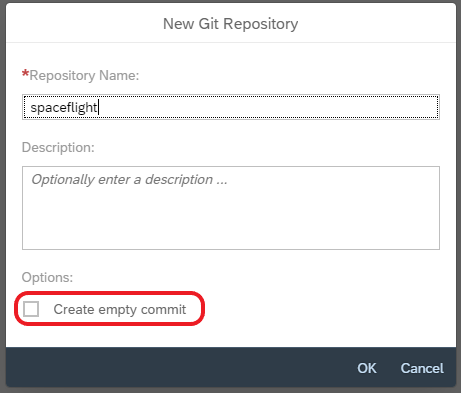 New Git Repository
*Repository Name:
spaceflight
Description:
Optionally enter a description ...
Options:
Create empty commit
OK Cancel